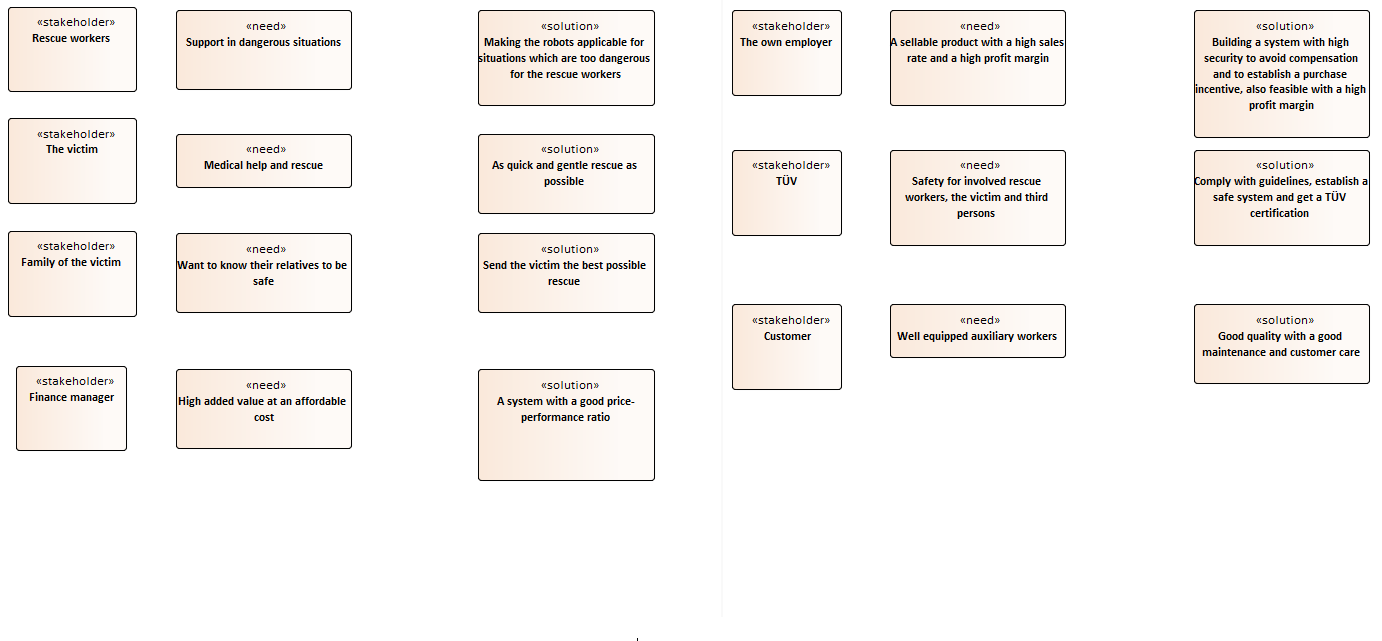 «stakeholder»
Rescue workers
«need»
Support in dangerous situations
«solution»
Making the robots applicable for
situations which are too dangerous
for the rescue workers
«stakeholder»
The victim
«need»
Medical help and rescue
«solution»
As quick and gentle rescue as
possible
«stakeholder»
Family of the victim
«need»
Want to know their relatives to be
safe
«solution»
Send the victim the best possible
rescue
«stakeholder»
Finance manager
«need»
High added value at an affordable
cost
«solution»
A system with a good price-
performance ratio
«stakeholder»
The own employer
«need»
A sellable product with a high sales
rate and a high profit margin
«solution»
Building a system with high
security to avoid compensation
and to establish a purchase
incentive, also feasible with a high
profit margin
«stakeholder»
TÜV
«need»
Safety for involved rescue
workers, the victim and third
persons
«solution»
Comply with guidelines, establish a
safe system and get a TÜV
certification
«stakeholder»
Customer
«need»
Well equipped auxiliary workers
«solution»
Good quality with a good
maintenance and customer care